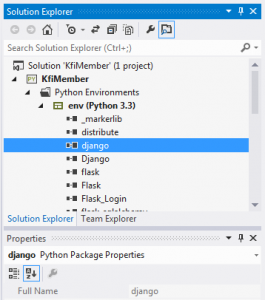 Solution Explorer
Search Solution Explorer (Ctrl+;)
Solution 'KfiMember' (1 project)
KfiMember
Python Environments
env (Python 3.3)
_markerlib
distribute
django
Django
flask
Flask
Flask_Login
Solution Explorer Team Explorer
Properties
django Python Package Properties
Full Name django